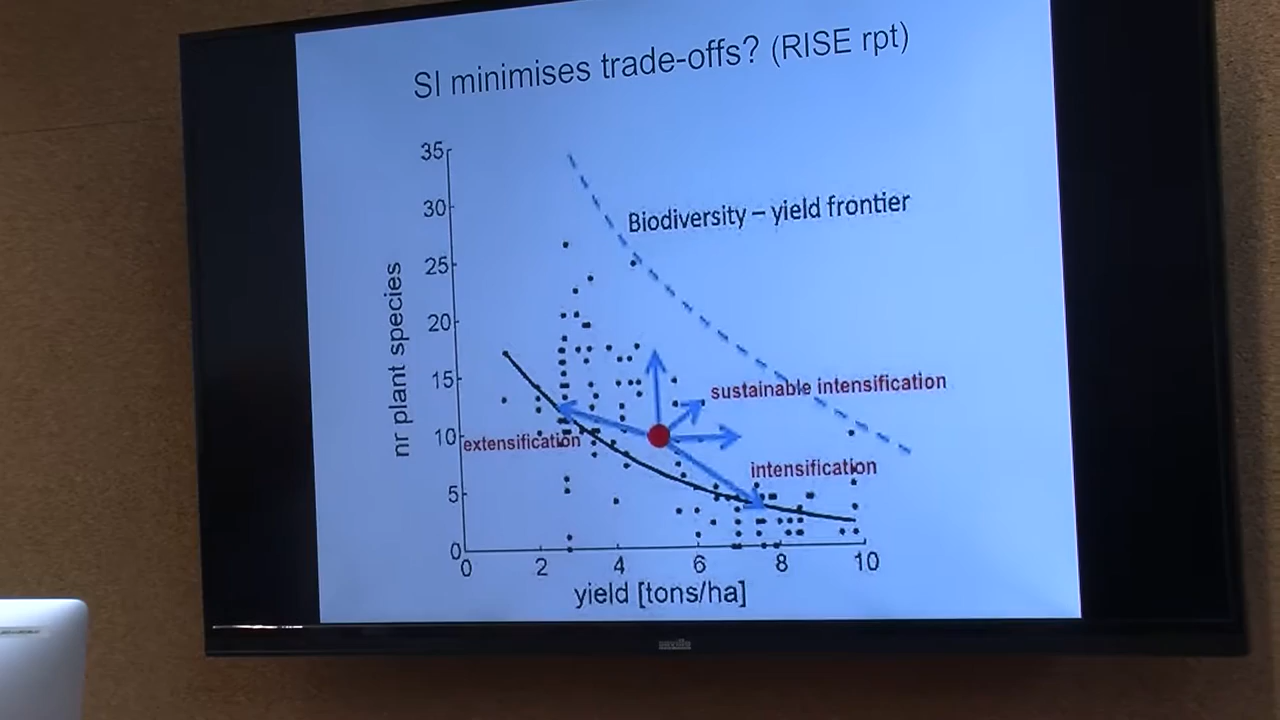 SI minimises trade-offs? (RISE rpt)
35
30
Biodiversity – yield frontier
25
nr plant species
20
15
sustainable intensification
10
extensification
intensification
5
0
0 2 4 6 8 10
yield [tons/ha]